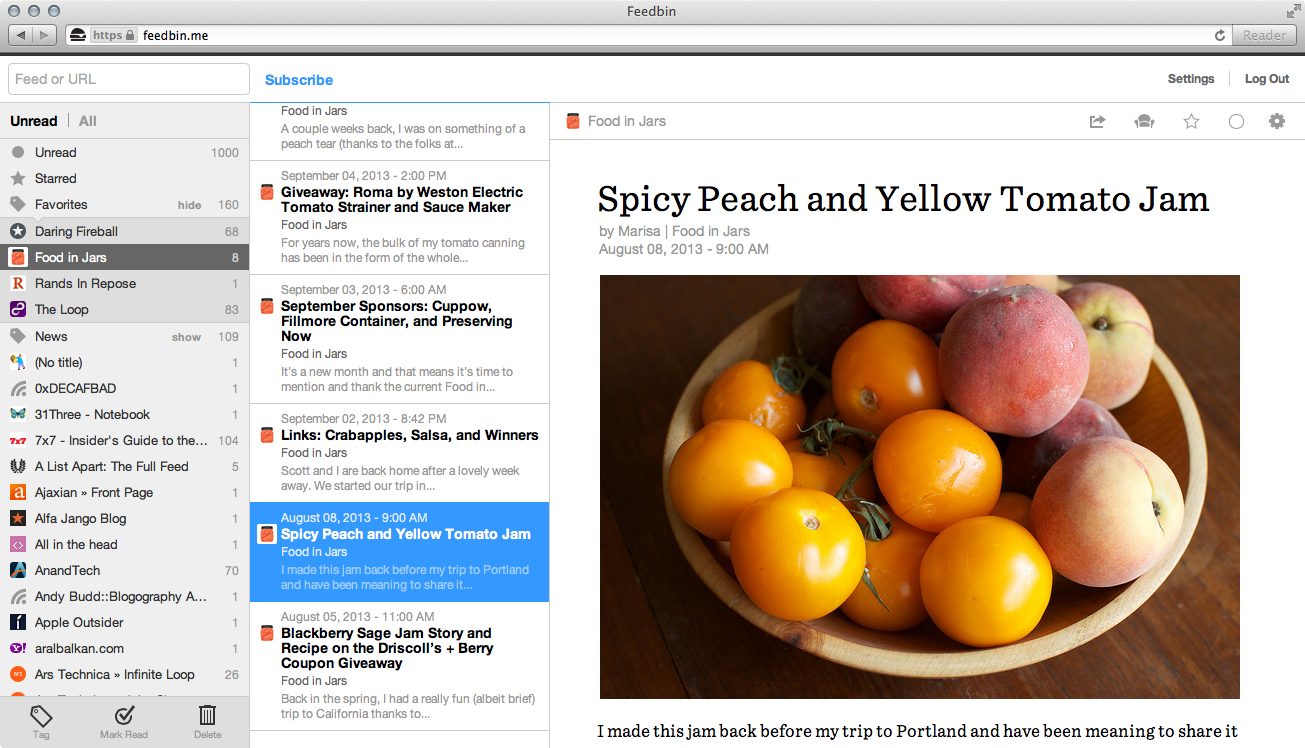 Feedbin
https feedbin.me
Reader
Feed or URL
Subscribe
Settings
Log Out
Unread All
Unread 1000
Starred
Favorites hide 160
Daring Fireball 68
Food in Jars 8
R Rands In Repose 1
The Loop 83
News show 109
(No title) 1
0xDECAFBAD 1
31Three - Notebook 1
7x7 7x7 - Insider's Guide to the... 104
A List Apart: The Full Feed 5
a Ajaxian » Front Page 1
Alfa Jango Blog 1
All in the head 1
AnandTech 70
Andy Budd::Blogography A... 1
Apple Outsider 1
Y! aralbalkan.com 1
ars Ars Technica » Infinite Loop 26
Tag
Mark Read
Delete
Food in Jars
A couple weeks back, I was on something of a
peach tear (thanks to the folks at...
September 04, 2013 - 2:00 PM
Giveaway: Roma by Weston Electric
Tomato Strainer and Sauce Maker
Food in Jars
For years now, the bulk of my tomato canning
has been in the form of the whole...
September 03, 2013 - 6:00 AM
September Sponsors: Cuppow,
Fillmore Container, and Preserving
Now
Food in Jars
It's a new month and that means it's time to
mention and thank the current Food in...
September 02, 2013 - 8:42 PM
Links: Crabapples, Salsa, and Winners
Food in Jars
Scott and I are back home after a lovely week
away. We started our trip in...
August 08, 2013 - 9:00 AM
Spicy Peach and Yellow Tomato Jam
Food in Jars
I made this jam back before my trip to Portland
and have been meaning to share it...
August 05, 2013 - 11:00 AM
Blackberry Sage Jam Story and
Recipe on the Driscoll's + Berry
Coupon Giveaway
Food in Jars
Back in the spring, I had a really fun (albeit brief)
trip to California thanks to...
Food in Jars
Spicy Peach and Yellow Tomato Jam
by Marisa | Food in Jars
August 08, 2013 - 9:00 AM
I made this jam back before my trip to Portland and have been meaning to share it